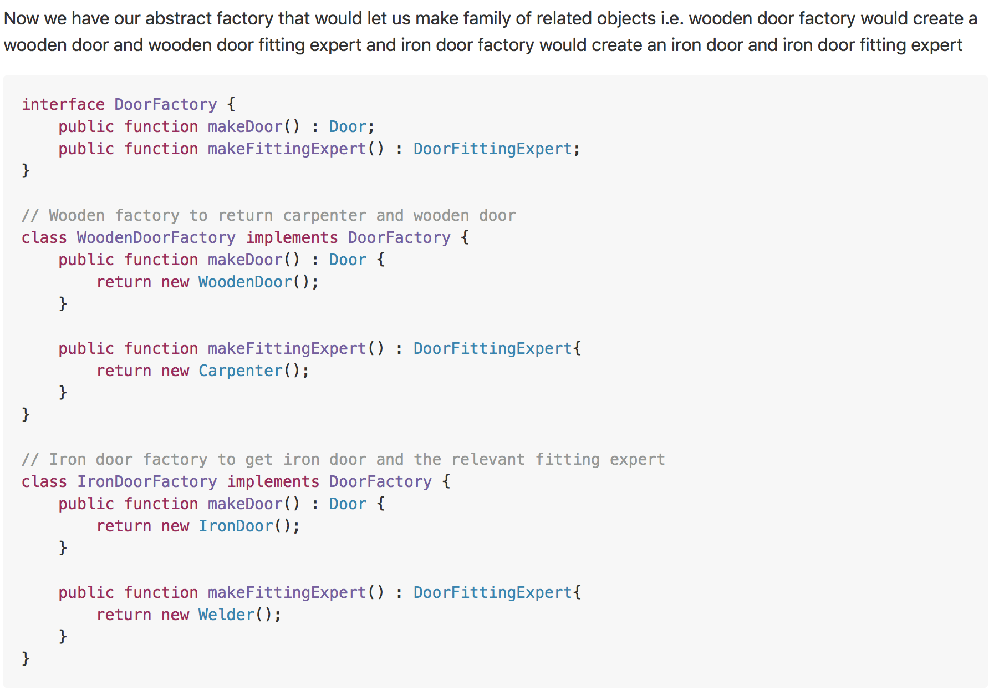 Now we have our abstract factory that would let us make family of related objects i.e. wooden door factory would create a
wooden door and wooden door fitting expert and iron door factory would create an iron door and iron door fitting expert
interface DoorFactory {
    public function makeDoor() : Door;
    public function makeFittingExpert() : DoorFittingExpert;
}
// Wooden factory to return carpenter and wooden door
class WoodenDoorFactory implements DoorFactory {
    public function makeDoor() : Door {
        return new WoodenDoor();
    }
    public function makeFittingExpert() : DoorFittingExpert{
        return new Carpenter();
    }
}
// Iron door factory to get iron door and the relevant fitting expert
class IronDoorFactory implements DoorFactory {
    public function makeDoor() : Door {
        return new IronDoor();
    }
    public function makeFittingExpert() : DoorFittingExpert{
        return new Welder();
    }
}